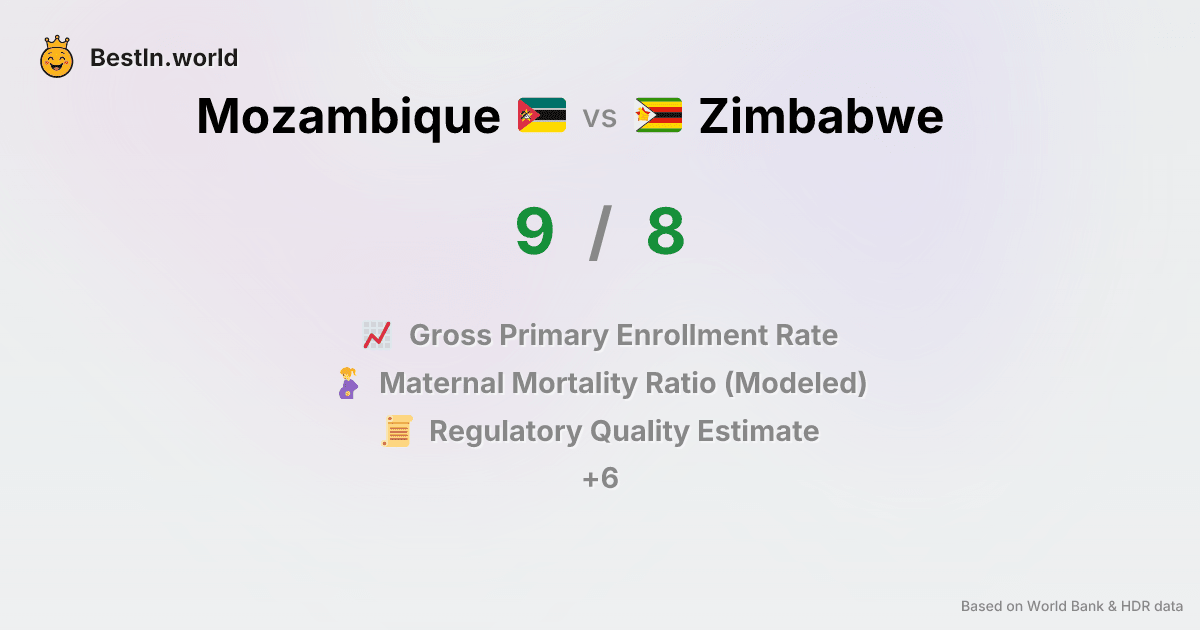 BestIn.world
Mozambique vs Zimbabwe
9 / 8
Gross Primary Enrollment Rate
Maternal Mortality Ratio (Modeled)
Regulatory Quality Estimate
+6
Based on World Bank & HDR data